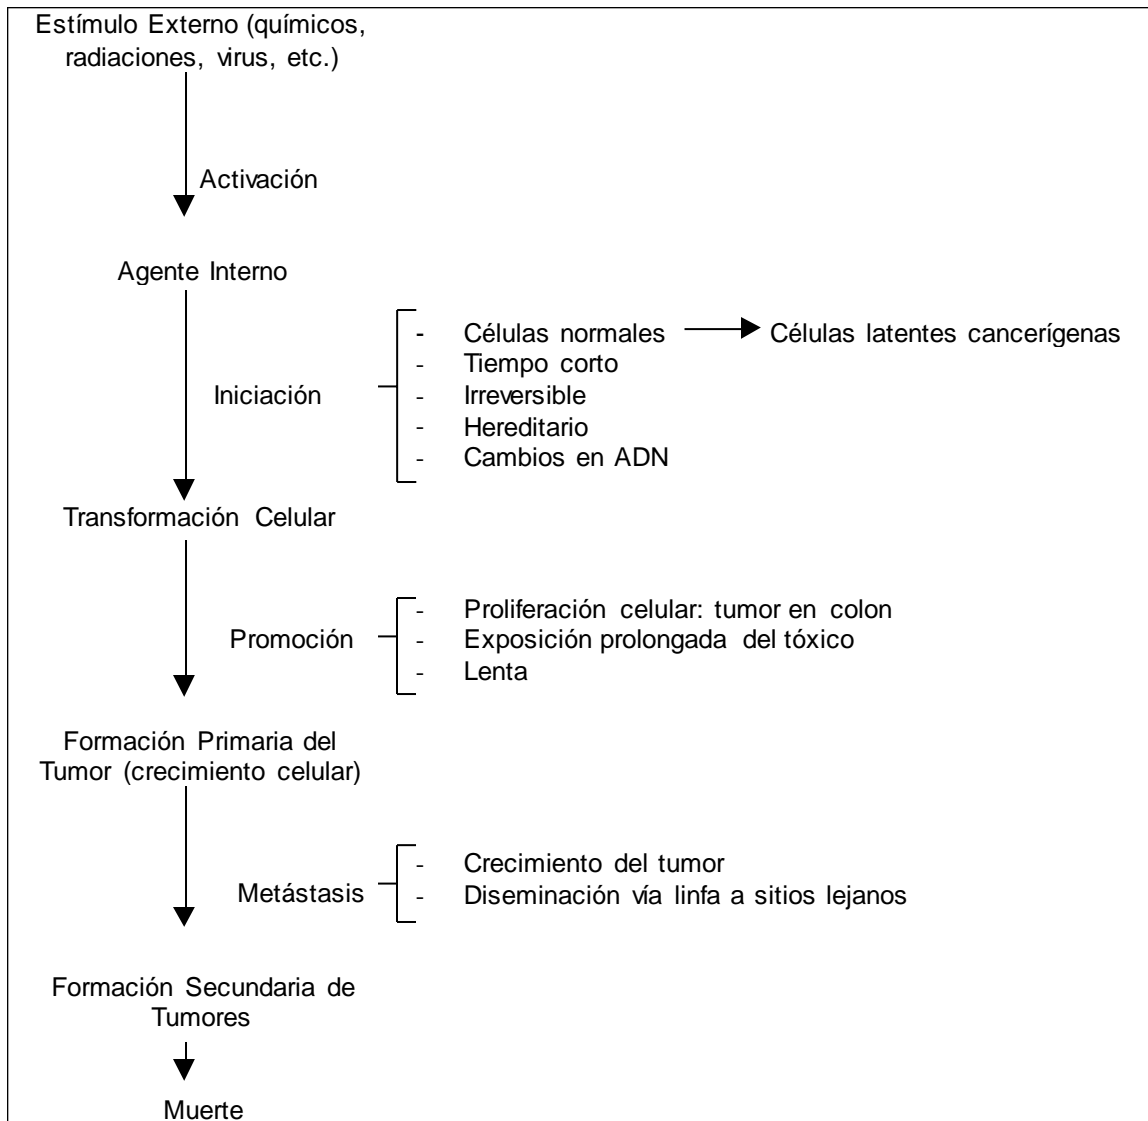 Estímulo Externo (químicos,
radiaciones, virus, etc.)
Activación
Agente Interno
Iniciación
- Células normales
Células latentes cancerígenas
- Tiempo corto
- Irreversible
- Hereditario
- Cambios en ADN
Transformación Celular
Promoción
- Proliferación celular: tumor en colon
- Exposición prolongada del tóxico
- Lenta
Formación Primaria del
Tumor (crecimiento celular)
Metástasis
- Crecimiento del tumor
- Diseminación vía linfa a sitios lejanos
Formación Secundaria de
Tumores
Muerte